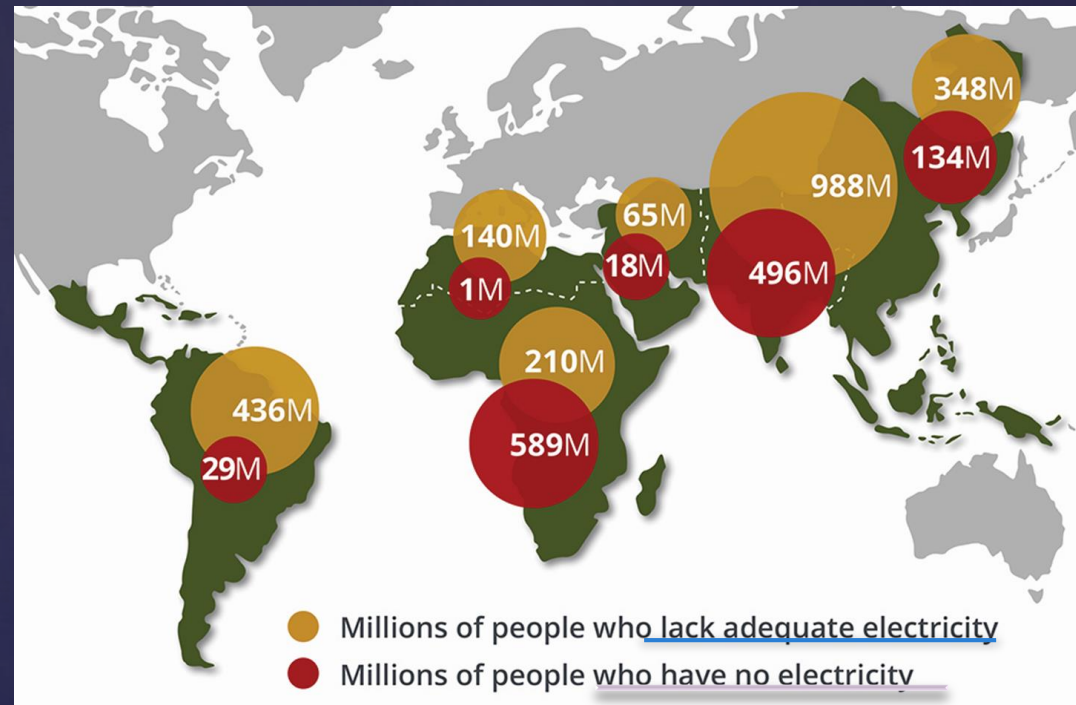 348M
134M
988M
65M
140M
18M
496M
1M
210M
436M
589M
29M
Millions of people who lack adequate electricity
Millions of people who have no electricity